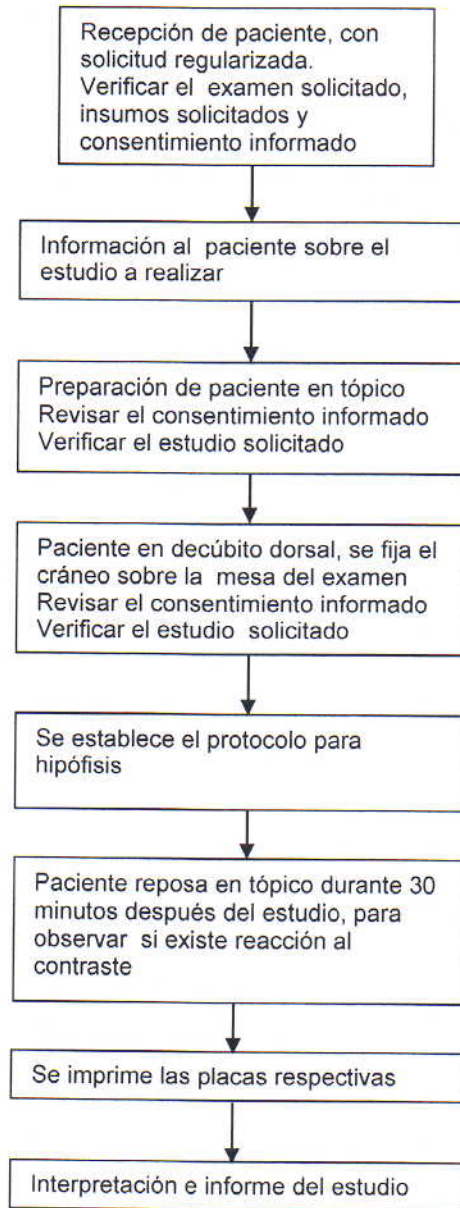 Recepción de paciente, con
solicitud regularizada.
Verificar el examen solicitado,
insumos solicitados y
consentimiento informado
Información al paciente sobre el
estudio a realizar
Preparación de paciente en tópico
Revisar el consentimiento informado
Verificar el estudio solicitado
Paciente en decúbito dorsal, se fija el
cráneo sobre la mesa del examen
Revisar el consentimiento informado
Verificar el estudio solicitado
Se establece el protocolo para
hipófisis
Paciente reposa en tópico durante 30
minutos después del estudio, para
observar si existe reacción al
contraste
Se imprime las placas respectivas
Interpretación e informe del estudio